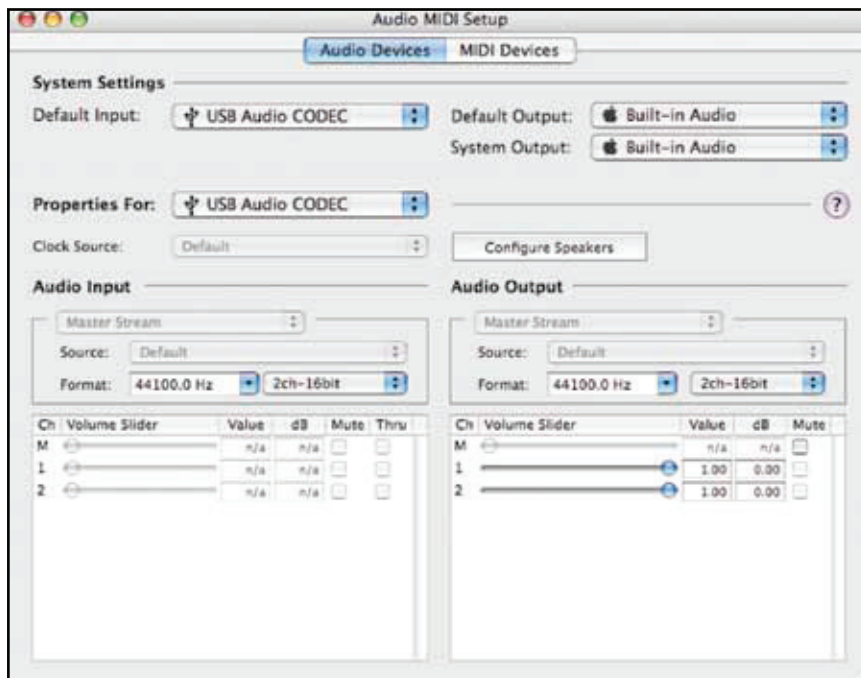 Audio MIDI Setup
Audio Devices MIDI Devices
System Settings
Default Input: USB Audio CODEC
Default Output: Built-in Audio
System Output: Built-in Audio
Properties For: USB Audio CODEC
?
Clock Source: Default
Configure Speakers
Audio Input
Master Stream
Source: Default
Format: 44100.0 Hz 2ch-16bit
Ch Volume Slider Value dB Mute Thru
M n/a n/a
1 n/a n/a
2 n/a n/a
Audio Output
Master Stream
Source: Default
Format: 44100.0 Hz 2ch-16bit
Ch Volume Slider Value dB Mute
M n/a n/a
1 1.00 0.00
2 1.00 0.00